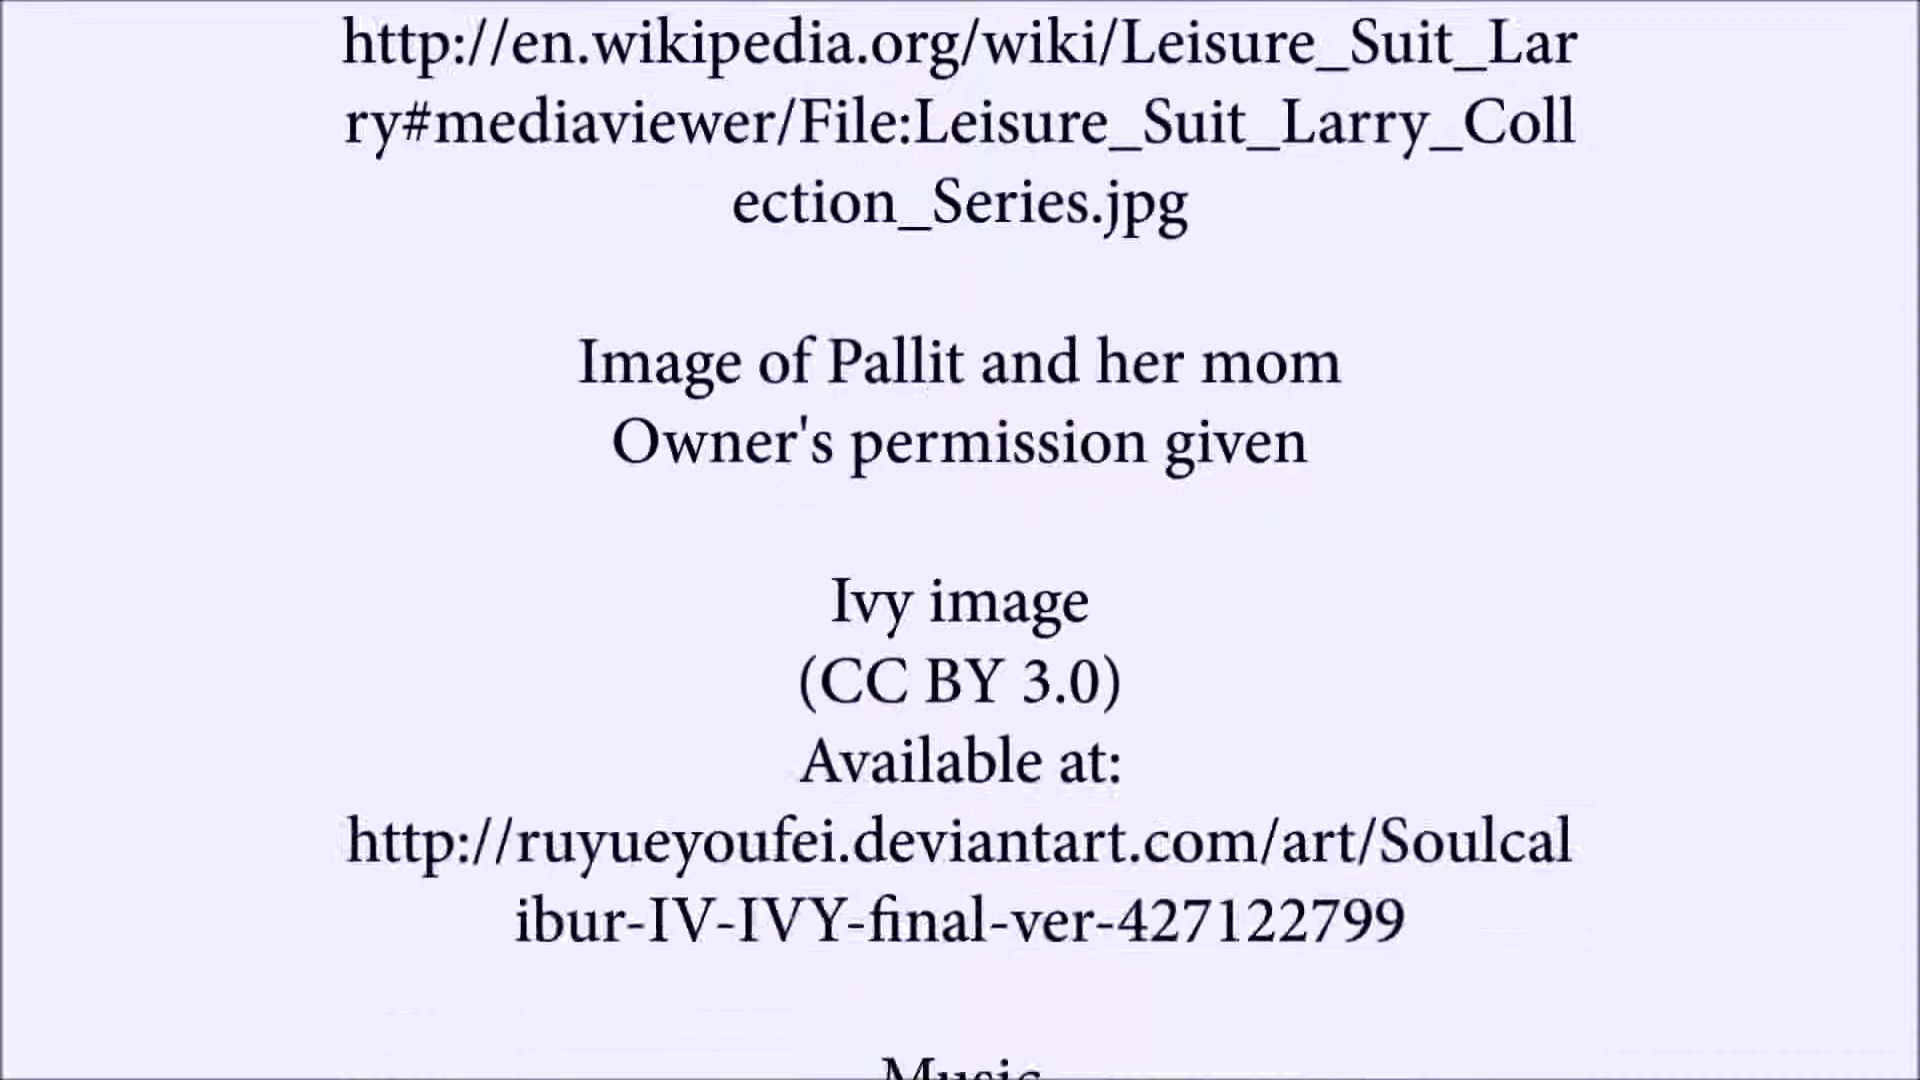 http://en.wikipedia.org/wiki/Leisure_Suit_Lar
ry#mediaviewer/File:Leisure_Suit_Larry_Coll
ection_Series.jpg
Image of Pallit and her mom
Owner's permission given
Ivy image
(CC BY 3.0)
Available at:
http://ruyueyoufei.deviantart.com/art/Soulcal
ibur-IV-IVY-final-ver-427122799
Music